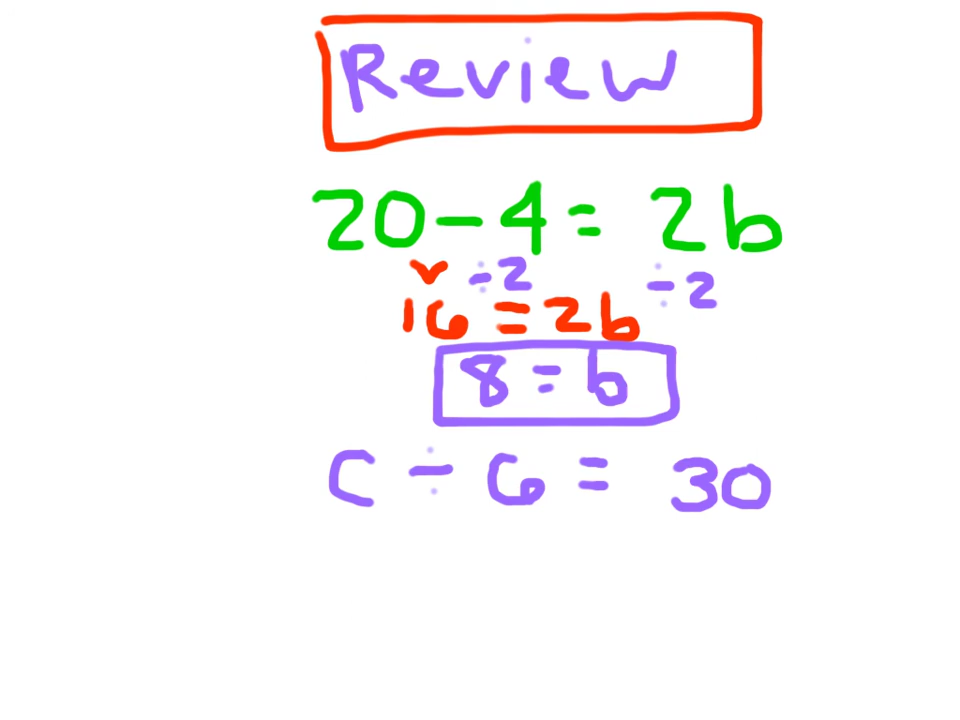 Review
20 - 4 = 2b
÷2 ÷2
16 = 2b
8 = b
C ÷ 6 = 30